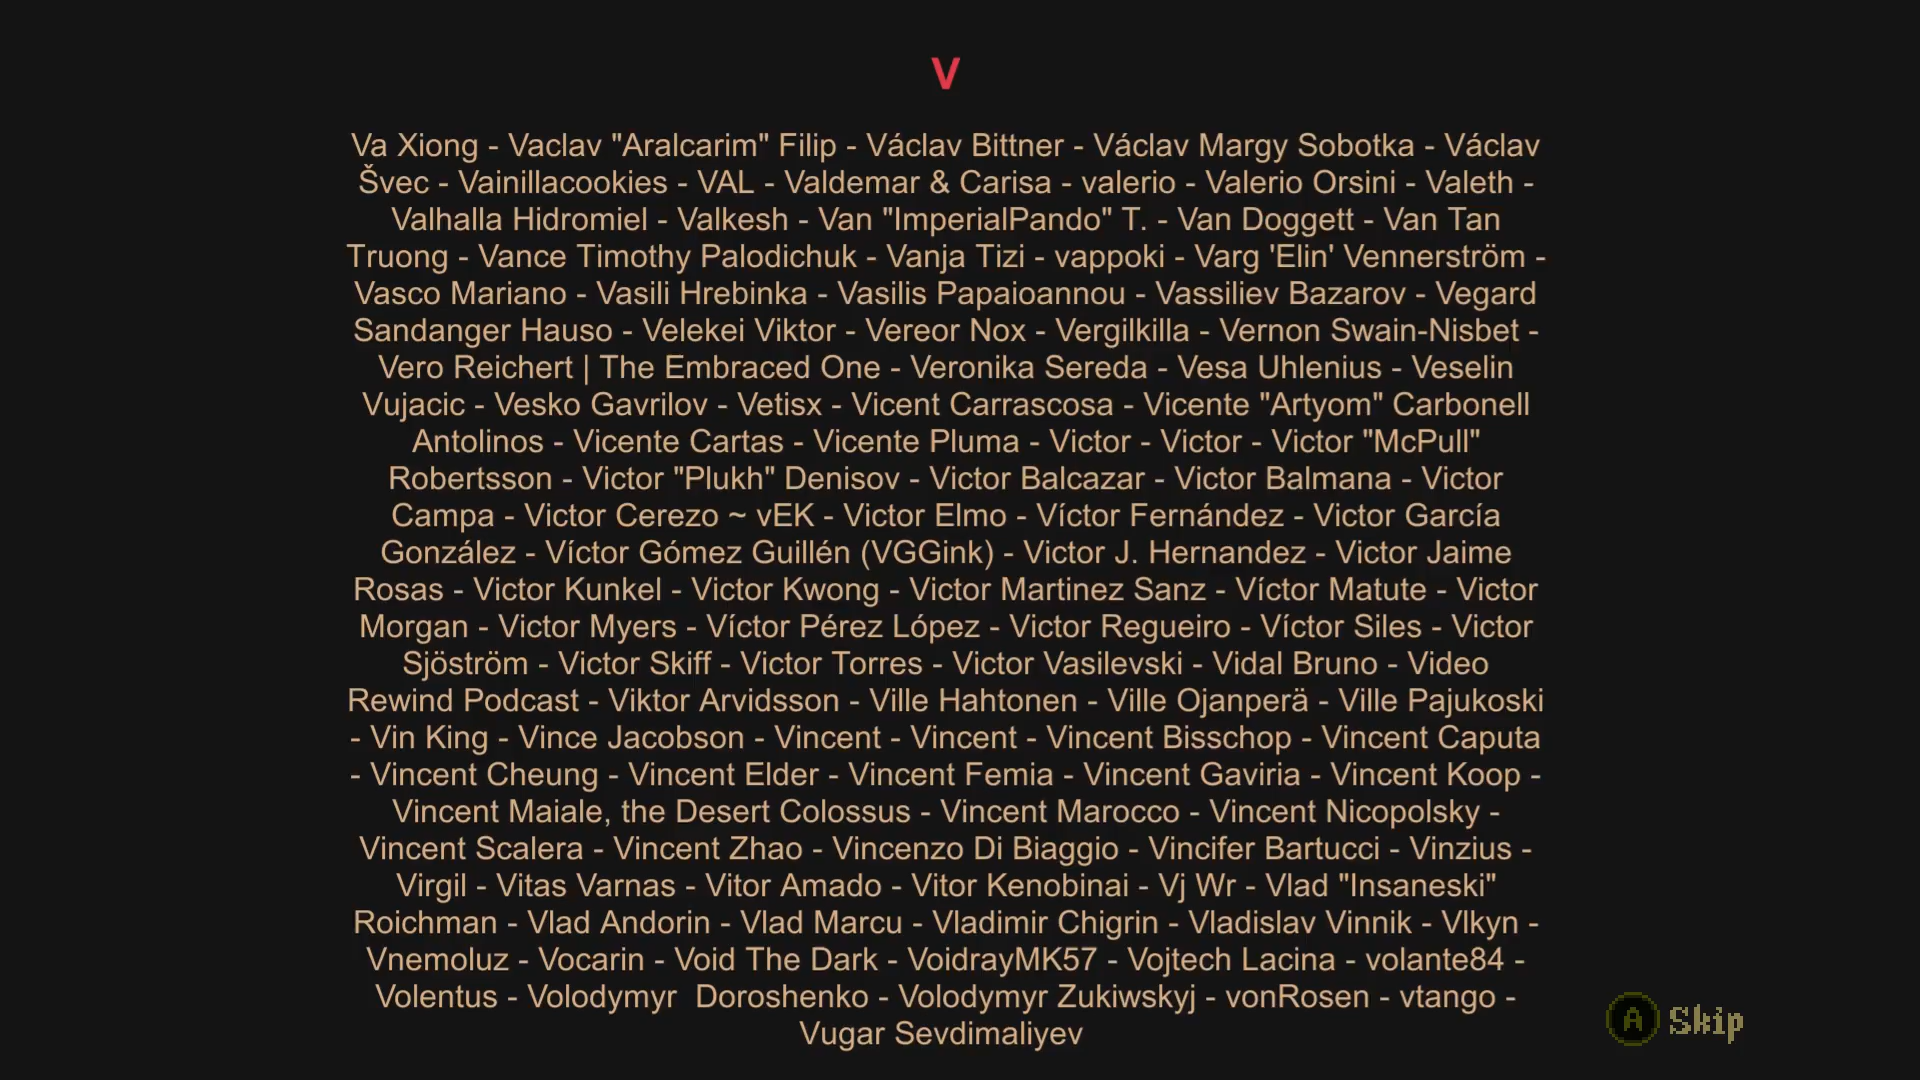 V
Va Xiong - Vaclav "Aralcarim" Filip - Václav Bittner - Václav Margy Sobotka - Václav
Švec - Vainillacookies - VAL - Valdemar & Carisa - valerio - Valerio Orsini - Valeth -
Valhalla Hidromiel - Valkesh - Van "ImperialPando" T. - Van Doggett - Van Tan
Truong - Vance Timothy Palodichuk - Vanja Tizi - vappoki - Varg 'Elin' Vennerström -
Vasco Mariano - Vasili Hrebinka - Vasilis Papaioannou - Vassiliev Bazarov - Vegard
Sandanger Hauso - Velekei Viktor - Vereor Nox - Vergilkilla - Vernon Swain-Nisbet -
Vero Reichert | The Embraced One - Veronika Sereda - Vesa Uhlenius - Veselin
Vujacic - Vesko Gavrilov - Vetisx - Vicent Carrascosa - Vicente "Artyom" Carbonell
Antolinos - Vicente Cartas - Vicente Pluma - Victor - Victor - Victor "McPull"
Robertsson - Victor "Plukh" Denisov - Victor Balcazar - Victor Balmana - Victor
Campa - Victor Cerezo ~ vEK - Victor Elmo - Víctor Fernández - Victor García
González - Víctor Gómez Guillén (VGGink) - Victor J. Hernandez - Victor Jaime
Rosas - Victor Kunkel - Victor Kwong - Victor Martinez Sanz - Víctor Matute - Victor
Morgan - Victor Myers - Víctor Pérez López - Victor Regueiro - Víctor Siles - Victor
Sjöström - Victor Skiff - Victor Torres - Victor Vasilevski - Vidal Bruno - Video
Rewind Podcast - Viktor Arvidsson - Ville Hahtonen - Ville Ojanperä - Ville Pajukoski
- Vin King - Vince Jacobson - Vincent - Vincent - Vincent Bisschop - Vincent Caputa
- Vincent Cheung - Vincent Elder - Vincent Femia - Vincent Gaviria - Vincent Koop -
Vincent Maiale, the Desert Colossus - Vincent Marocco - Vincent Nicopolsky -
Vincent Scalera - Vincent Zhao - Vincenzo Di Biaggio - Vincifer Bartucci - Vinzius -
Virgil - Vitas Varnas - Vitor Amado - Vitor Kenobinai - Vj Wr - Vlad "Insaneski"
Roichman - Vlad Andorin - Vlad Marcu - Vladimir Chigrin - Vladislav Vinnik - Vlkyn -
Vnemoluz - Vocarin - Void The Dark - VoidrayMK57 - Vojtech Lacina - volante84 -
Volentus - Volodymyr  Doroshenko - Volodymyr Zukiwskyj - vonRosen - vtango -
Vugar Sevdimaliyev
A Skip